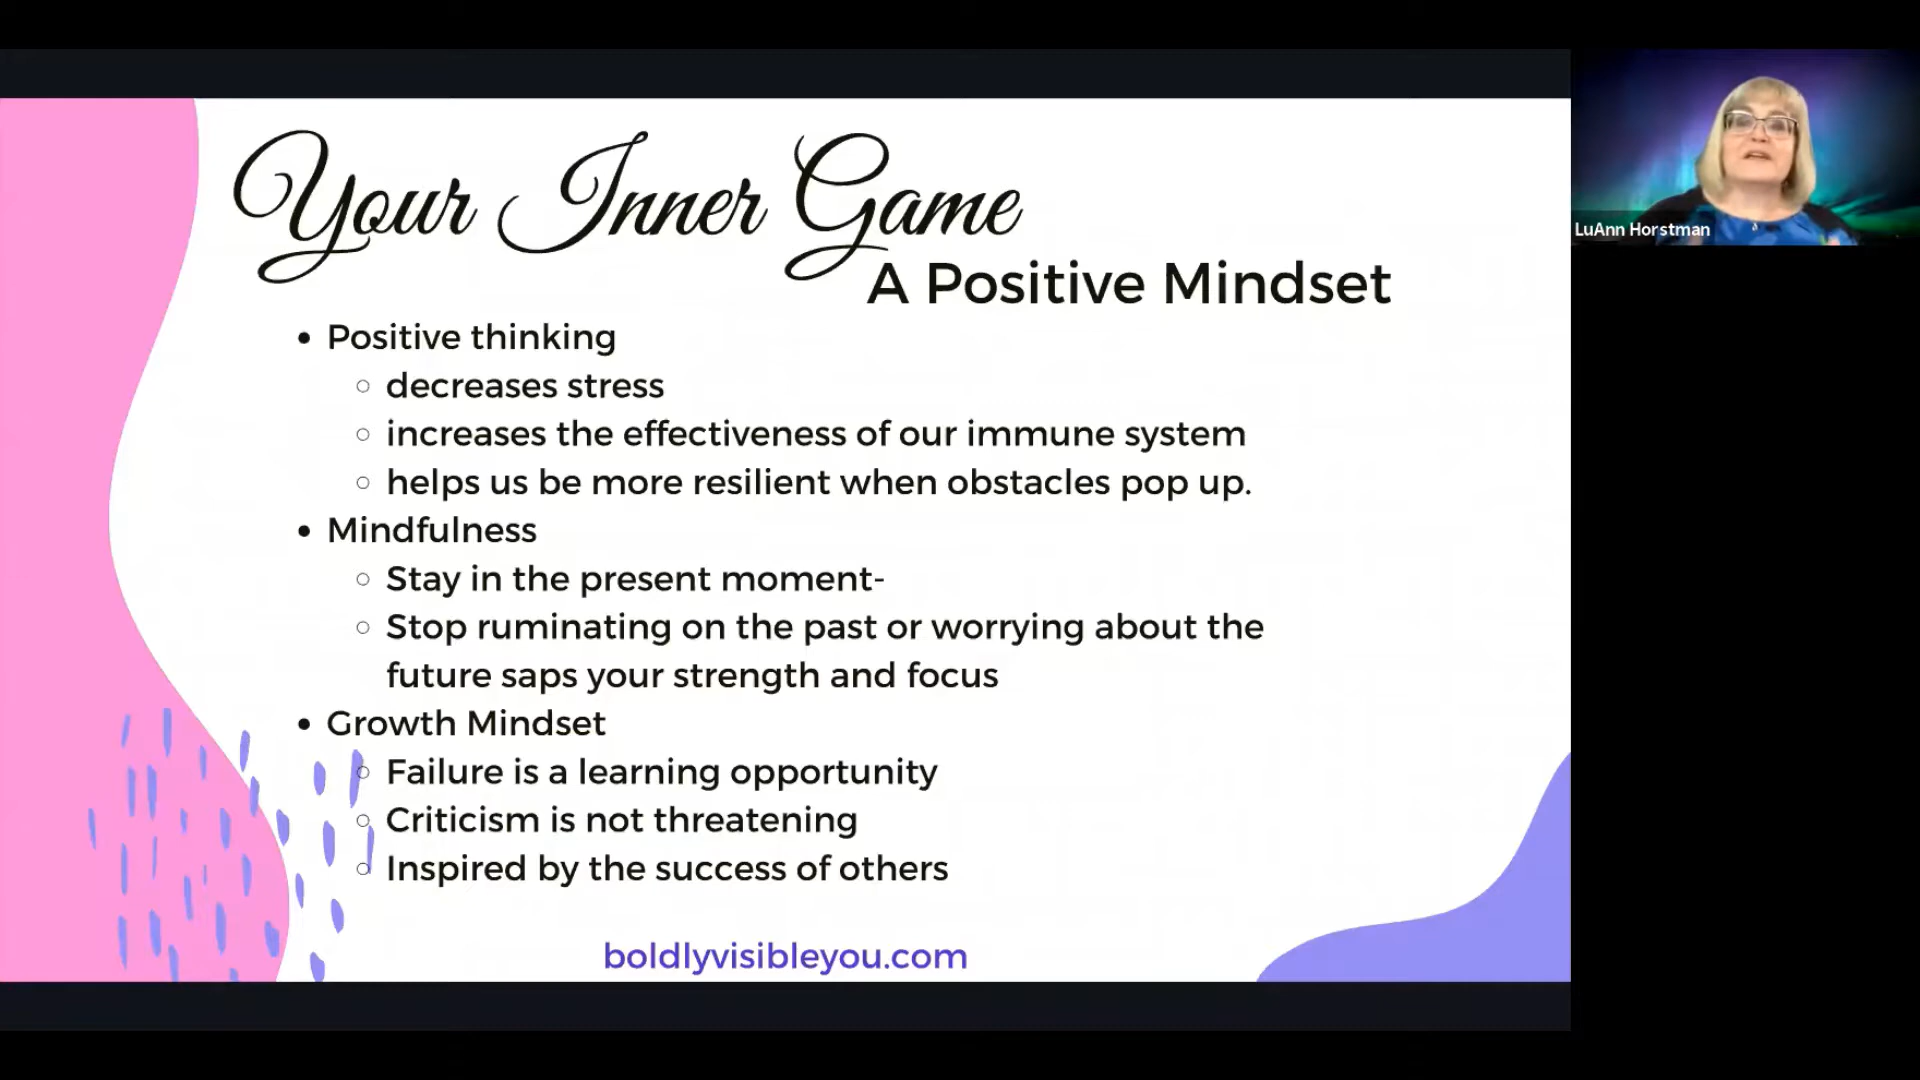 Your Inner Game
A Positive Mindset
• Positive thinking
○ decreases stress
○ increases the effectiveness of our immune system
○ helps us be more resilient when obstacles pop up.
• Mindfulness
○ Stay in the present moment-
○ Stop ruminating on the past or worrying about the
future saps your strength and focus
• Growth Mindset
○ Failure is a learning opportunity
○ Criticism is not threatening
○ Inspired by the success of others
boldlyvisibleyou.com
LuAnn Horstman